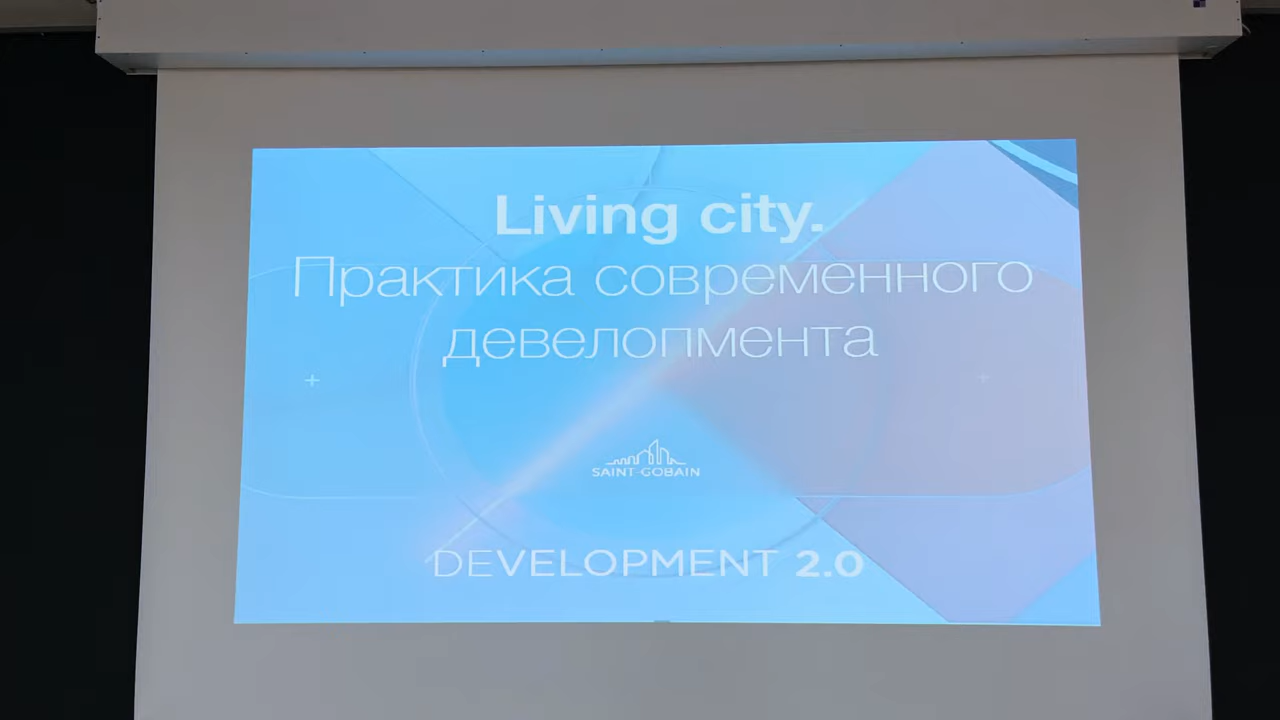 Living city.
Практика современного
девелопмента
SAINT-GOBAIN
DEVELOPMENT 2.0